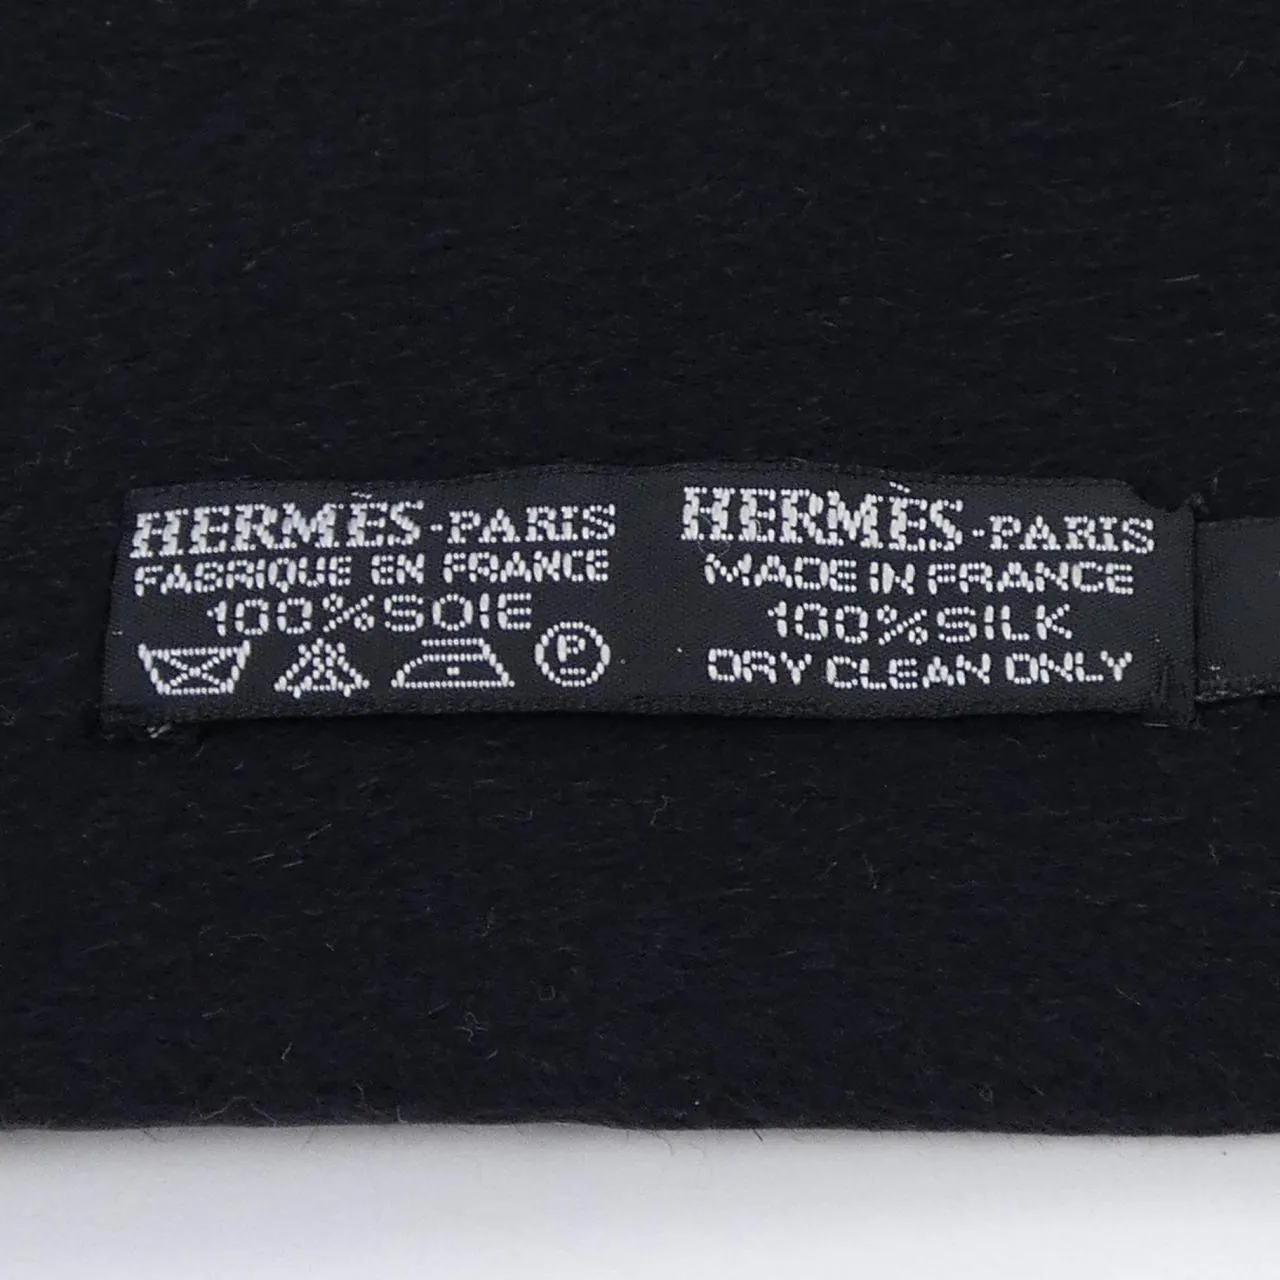 HERMÈS-PARIS
FABRIQUE EN FRANCE
100% SOIE
P
HERMÈS-PARIS
MADE IN FRANCE
100% SILK
DRY CLEAN ONLY